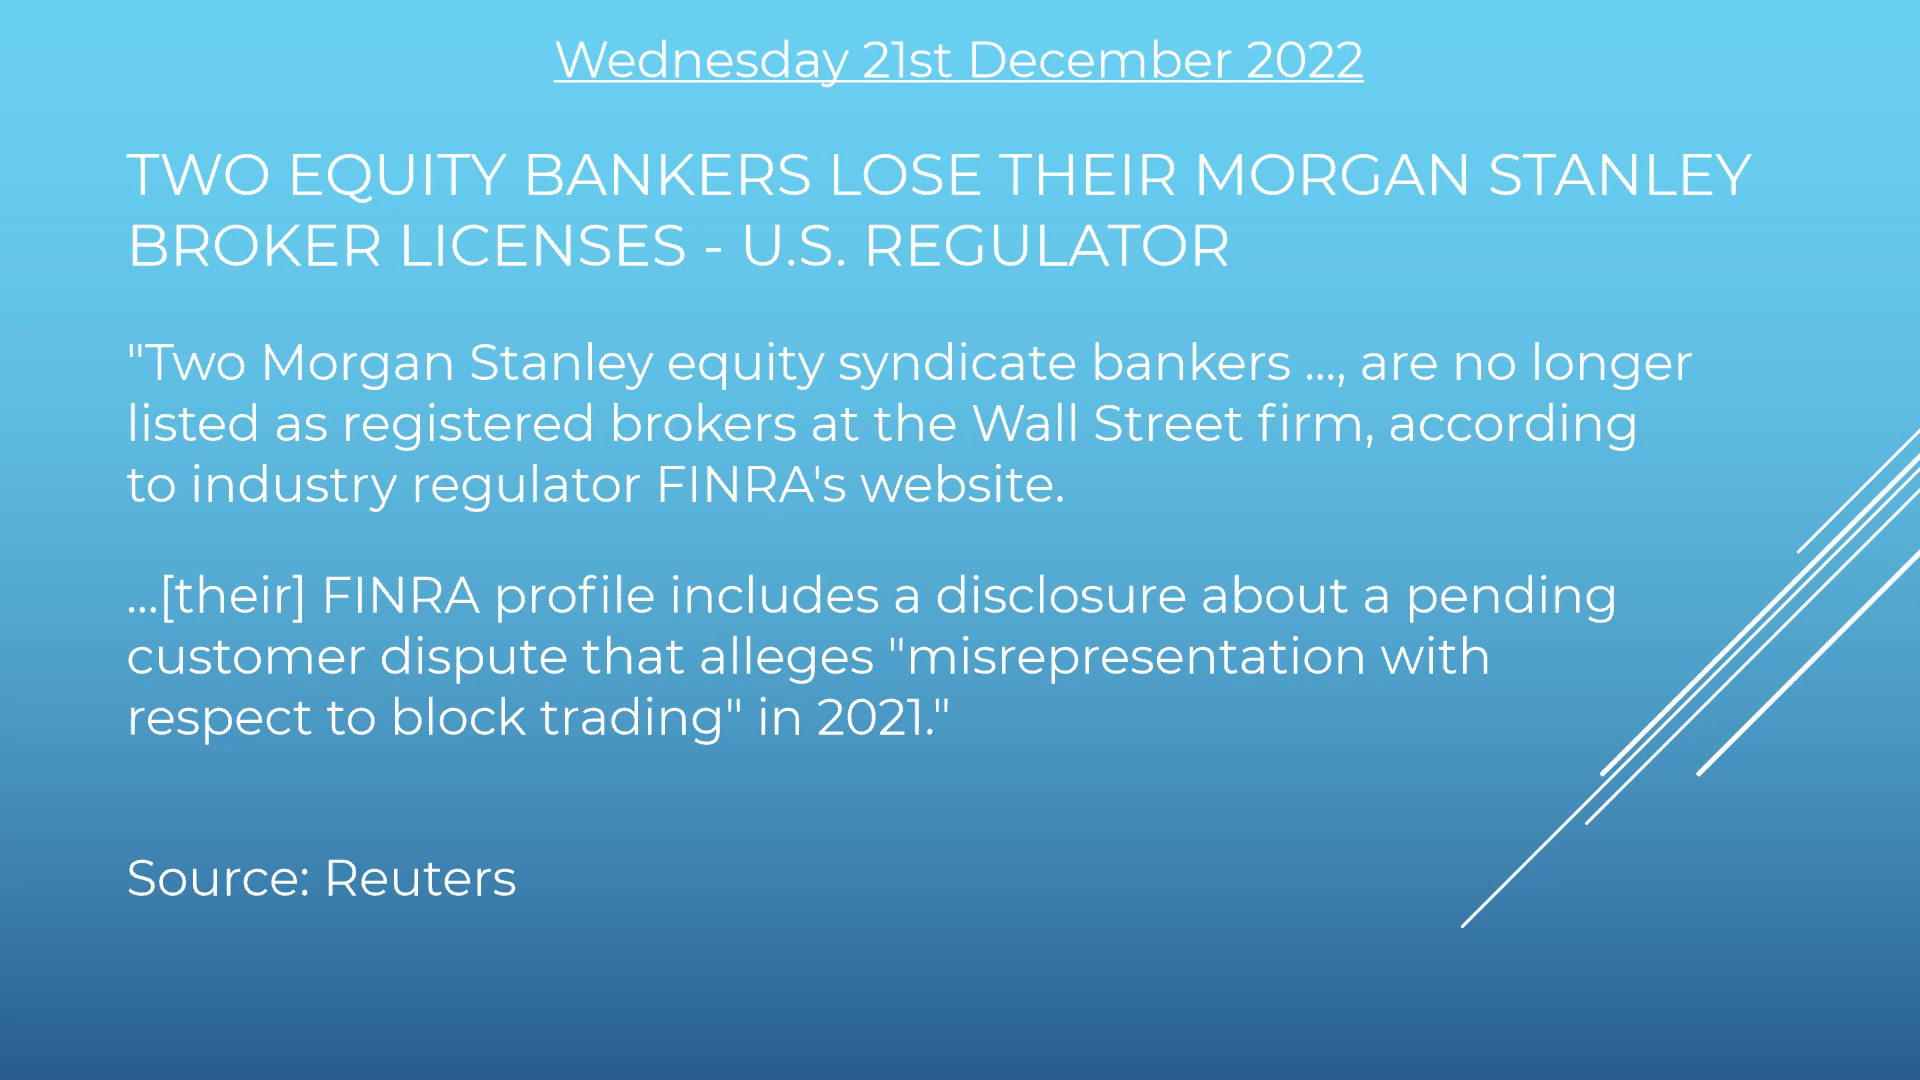 Wednesday 21st December 2022
TWO EQUITY BANKERS LOSE THEIR MORGAN STANLEY
BROKER LICENSES - U.S. REGULATOR
"Two Morgan Stanley equity syndicate bankers ..., are no longer
listed as registered brokers at the Wall Street firm, according
to industry regulator FINRA's website.
...[their] FINRA profile includes a disclosure about a pending
customer dispute that alleges "misrepresentation with
respect to block trading" in 2021."
Source: Reuters